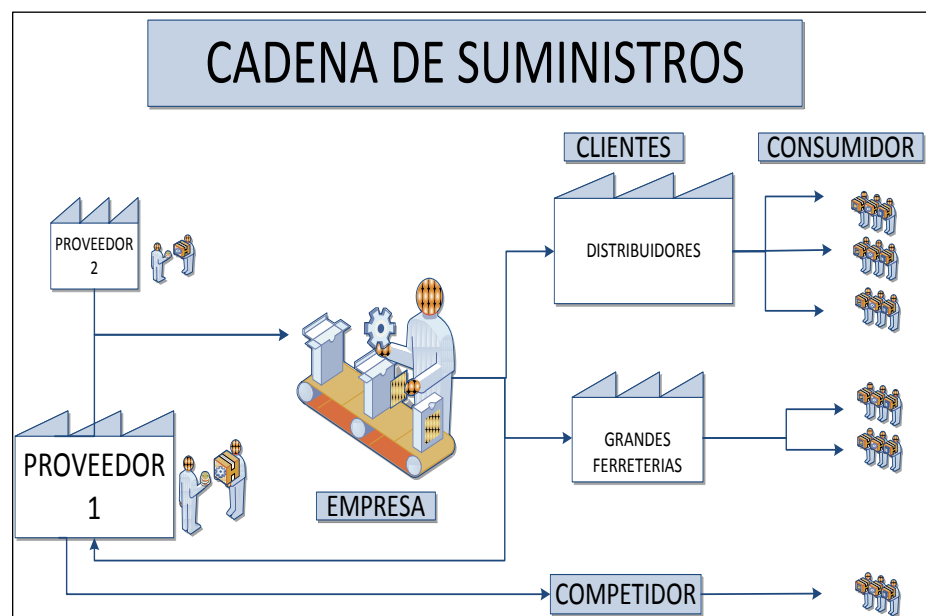 CADENA DE SUMINISTROS
CLIENTES
CONSUMIDOR
PROVEEDOR
2
DISTRIBUIDORES
PROVEEDOR
1
EMPRESA
GRANDES
FERRETERIAS
COMPETIDOR